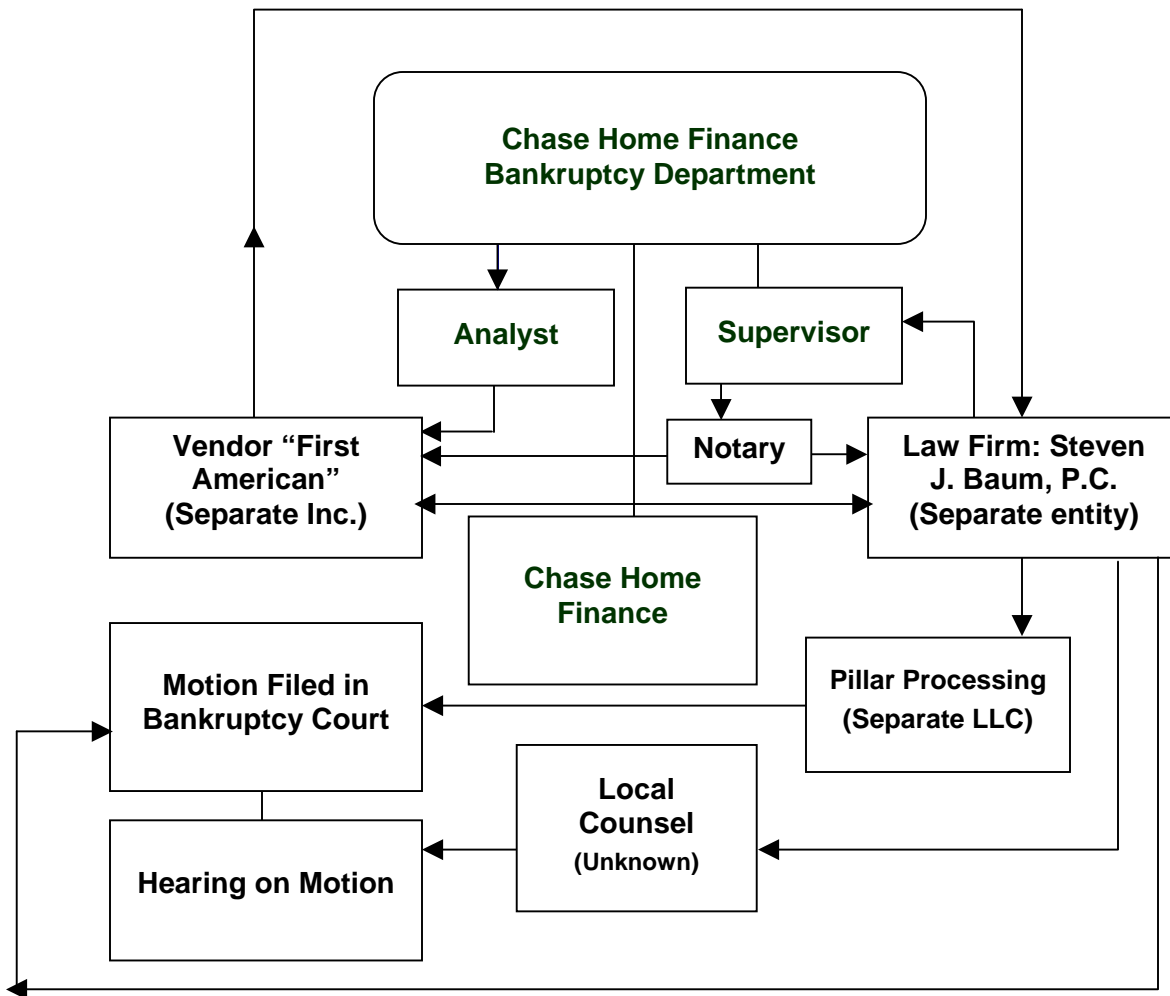 Chase Home Finance
Bankruptcy Department
Analyst
Supervisor
Vendor “First
American”
(Separate Inc.)
Notary
Law Firm: Steven
J. Baum, P.C.
(Separate entity)
Chase Home
Finance
Motion Filed in
Bankruptcy Court
Pillar Processing
(Separate LLC)
Local
Counsel
(Unknown)
Hearing on Motion